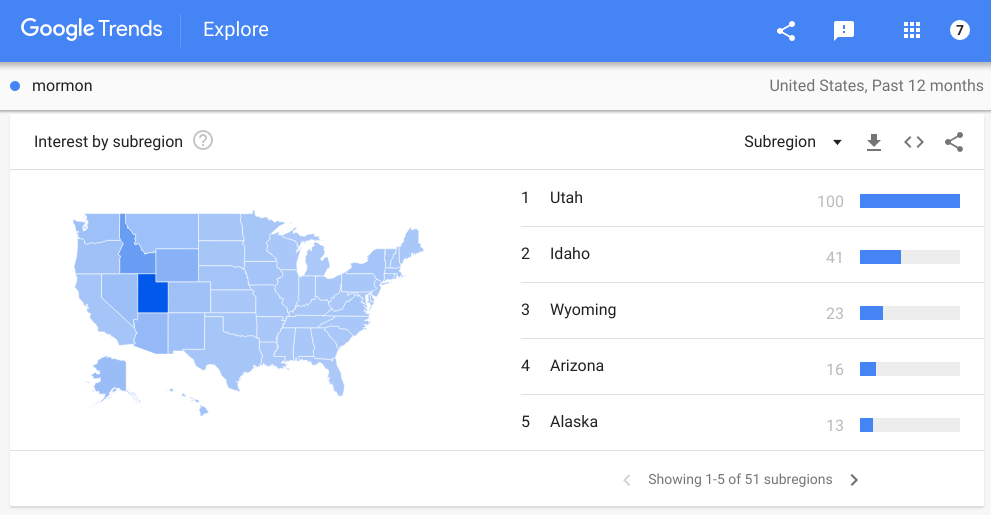 Google Trends Explore 7
mormon United States, Past 12 months
Interest by subregion ? Subregion
1 Utah 100
2 Idaho 41
3 Wyoming 23
4 Arizona 16
5 Alaska 13
Showing 1-5 of 51 subregions